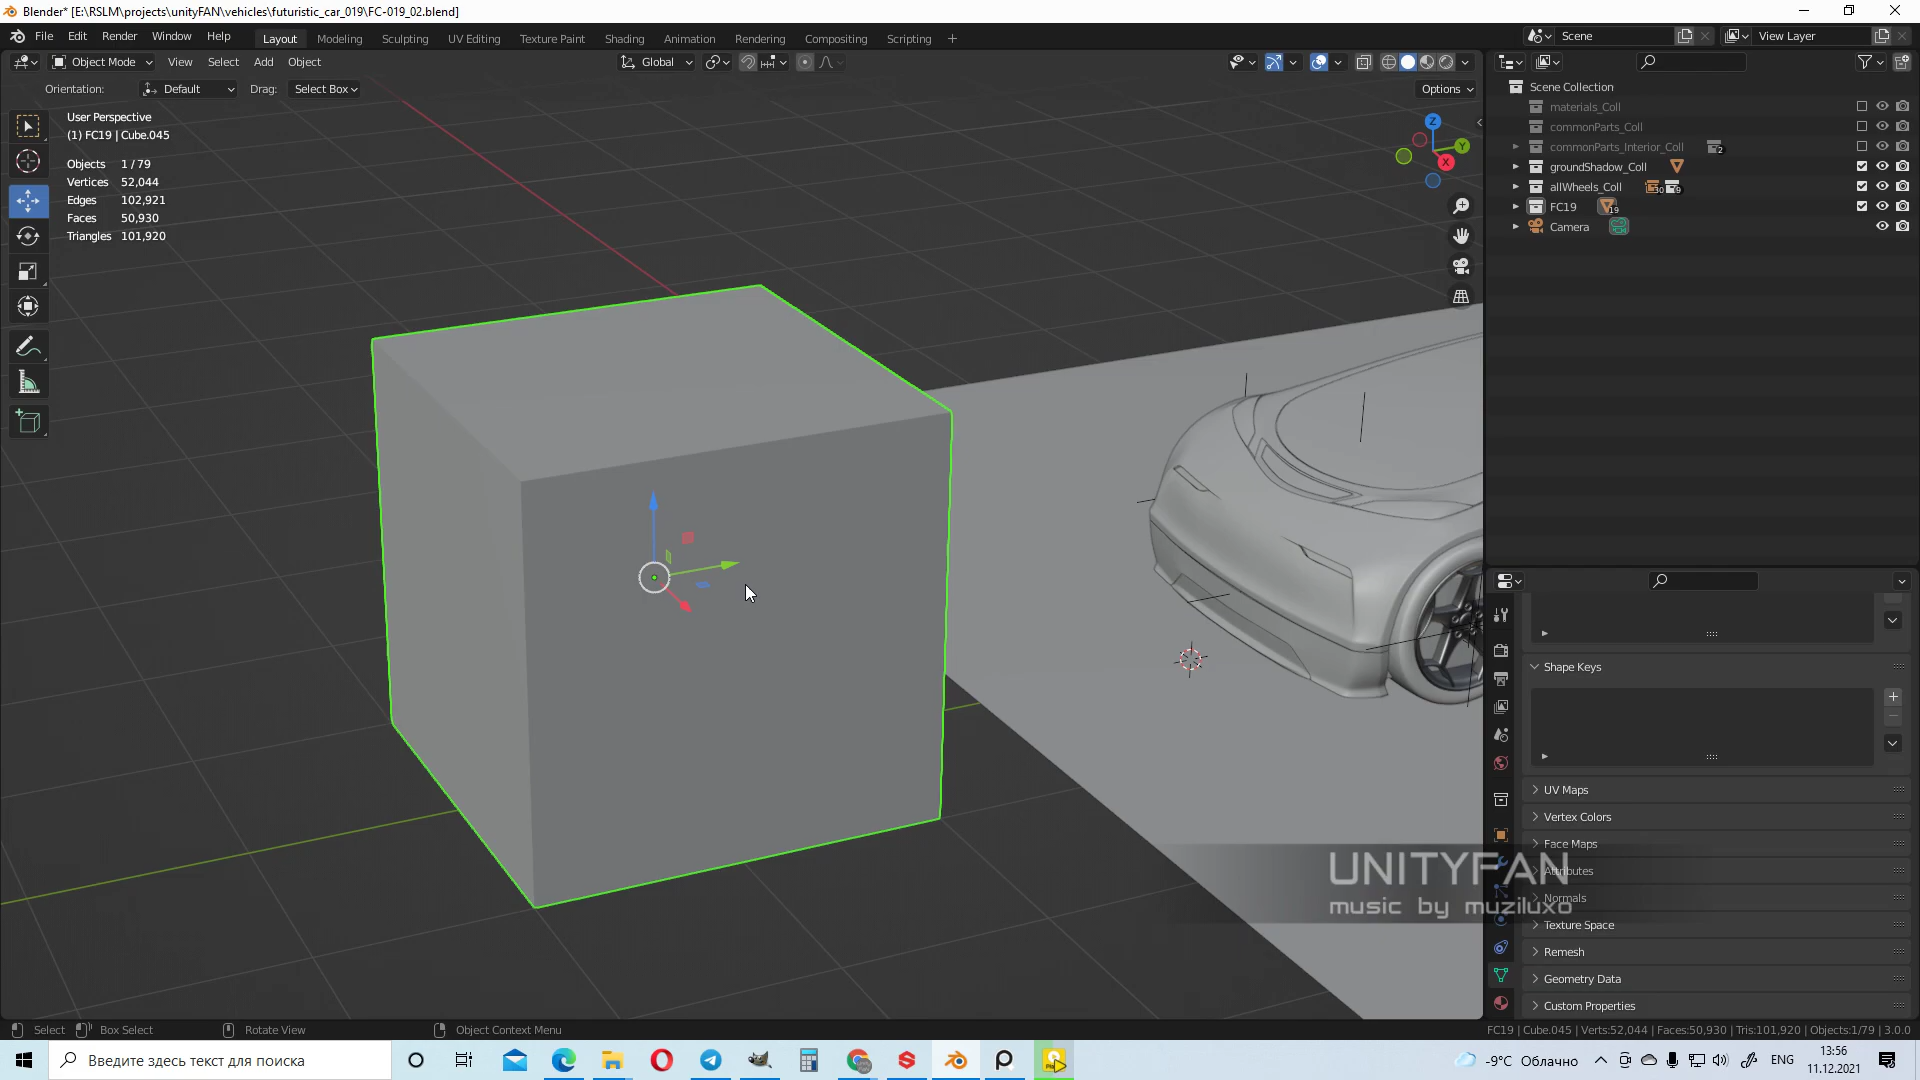 Blender* [E:\RSLM\projects\unityFAN\vehicles\futuristic_car_019\FC-019_02.blend]
File Edit Render Window Help Layout Modeling Sculpting UV Editing Texture Paint Shading Animation Rendering Compositing Scripting + Scene View Layer
Object Mode View Select Add Object Global
Orientation: Default Drag: Select Box Options
User Perspective
(1) FC19 | Cube.045
Objects 1 / 79
Vertices 52,044
Edges 102,921
Faces 50,930
Triangles 101,920
Z
Y
X
Scene Collection
materials_Coll
commonParts_Coll
commonParts_Interior_Coll 2
groundShadow_Coll
allWheels_Coll 30 9
FC19 19
Camera
Shape Keys
UV Maps
Vertex Colors
Face Maps
Attributes
Normals
Texture Space
Remesh
Geometry Data
Custom Properties
UNITYFAN
music by muziluxo
Select Box Select Rotate View Object Context Menu
FC19 | Cube.045 | Verts:52,044 | Faces:50,930 | Tris:101,920 | Objects:1/79 | 3.0.0
Введите здесь текст для поиска
-9°C Облачно ENG
13:56
11.12.2021